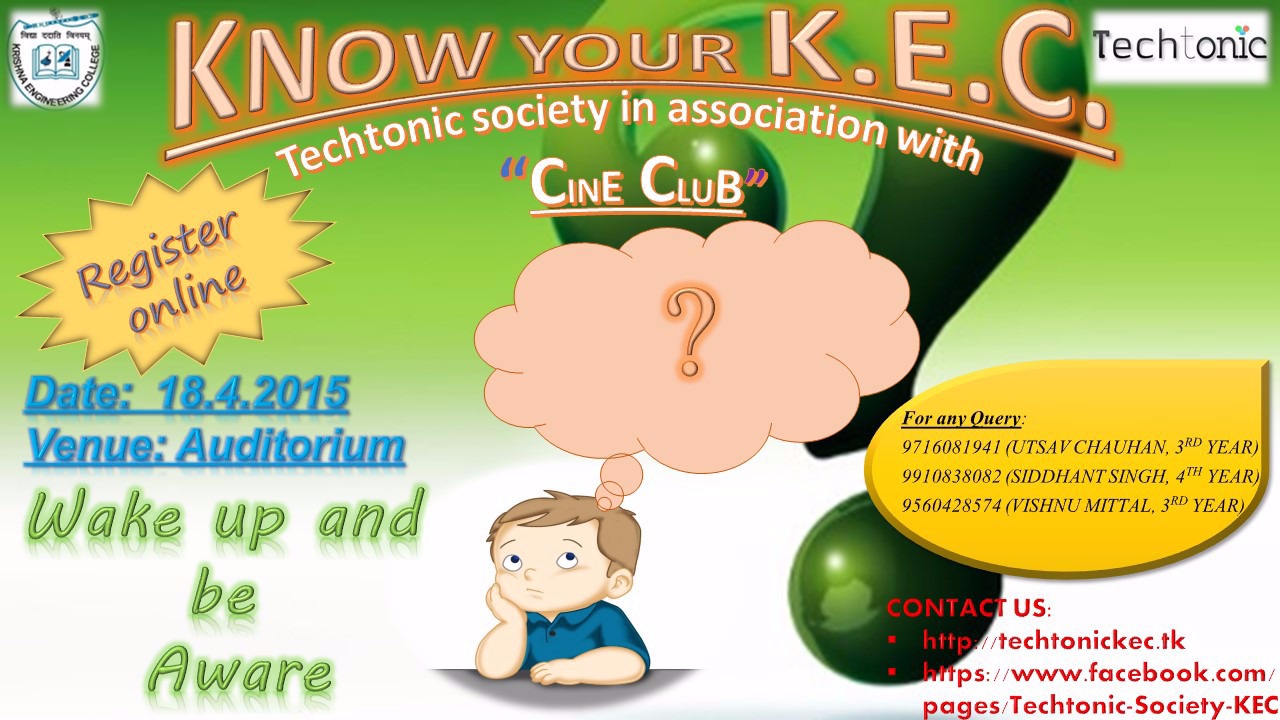 विद्या ददाति विनयम्
KRISHNA ENGINEERING COLLEGE
KNOW YOUR K.E.C.
Techtonic
Techtonic society in association with
“CINE CLUB”
Register
online
?
Date: 18.4.2015
Venue: Auditorium
Wake up and
be
Aware
For any Query:
9716081941 (UTSAV CHAUHAN, 3RD YEAR)
9910838082 (SIDDHANT SINGH, 4TH YEAR)
9560428574 (VISHNU MITTAL, 3RD YEAR)
CONTACT US:
▪ http://techtonickec.tk
▪ https://www.facebook.com/
pages/Techtonic-Society-KEC